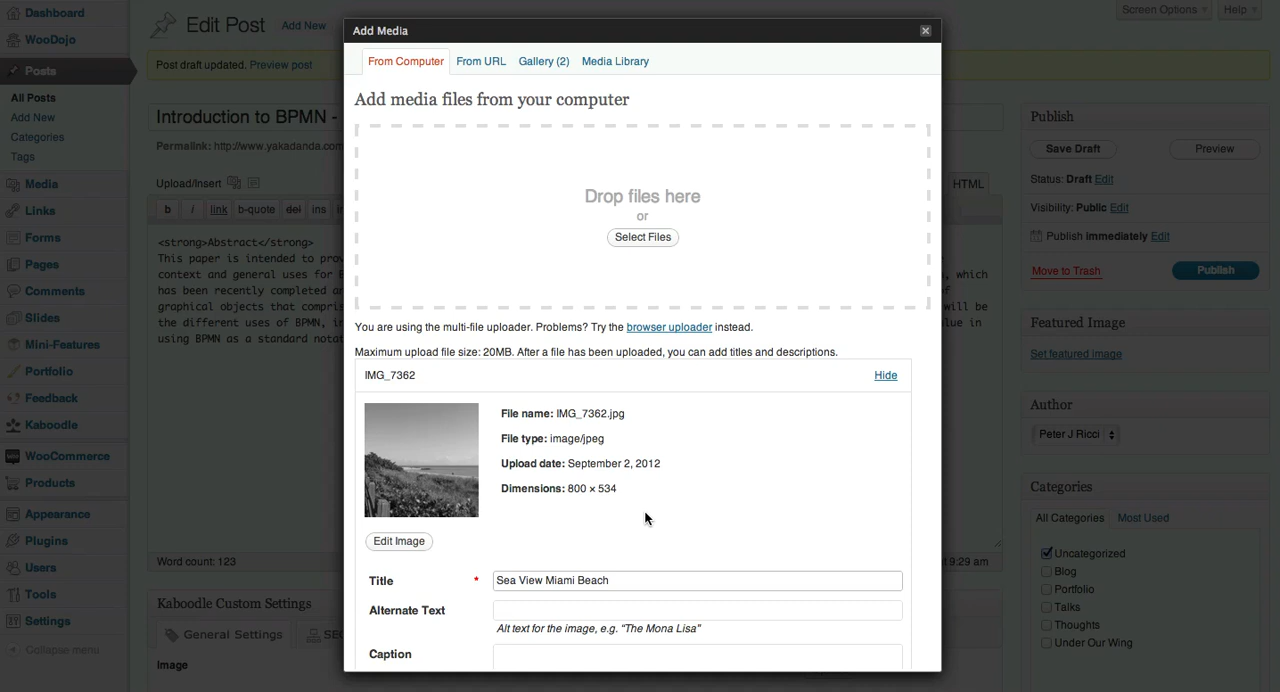 Dashboard
WooDojo
Posts
All Posts
Add New
Categories
Tags
Media
Links
Forms
Pages
Comments
Slides
Mini-Features
Portfolio
Feedback
Kaboodle
WooCommerce
Products
Appearance
Plugins
Users
Tools
Settings
Collapse menu
Edit Post Add New
Screen Options Help
Post draft updated. Preview post
Introduction to BPMN -
Permalink: http://www.yakadanda.com
Upload/Insert
HTML
b i link b-quote del ins
<strong>Abstract</strong>
This paper is intended to
context and general uses for
, which
has been recently completed
graphical objects that
will be
the different uses of BPMN,
using BPMN as a standard
Word count: 123
9:29 am
Kaboodle Custom Settings
General Settings
Image
Add Media
From Computer From URL Gallery (2) Media Library
Add media files from your computer
Drop files here
or
Select Files
You are using the multi-file uploader. Problems? Try the browser uploader instead.
Maximum upload file size: 20MB. After a file has been uploaded, you can add titles and descriptions.
IMG_7362 Hide
File name: IMG_7362.jpg
File type: image/jpeg
Upload date: September 2, 2012
Dimensions: 800 × 534
Edit Image
Title * Sea View Miami Beach
Alternate Text
Alt text for the image, e.g. “The Mona Lisa”
Caption
Publish
Save Draft Preview
Status: Draft Edit
Visibility: Public Edit
Publish immediately Edit
Move to Trash Publish
Featured Image
Set featured image
Author
Peter J Ricci
Categories
All Categories Most Used
Uncategorized
Blog
Portfolio
Talks
Thoughts
Under Our Wing